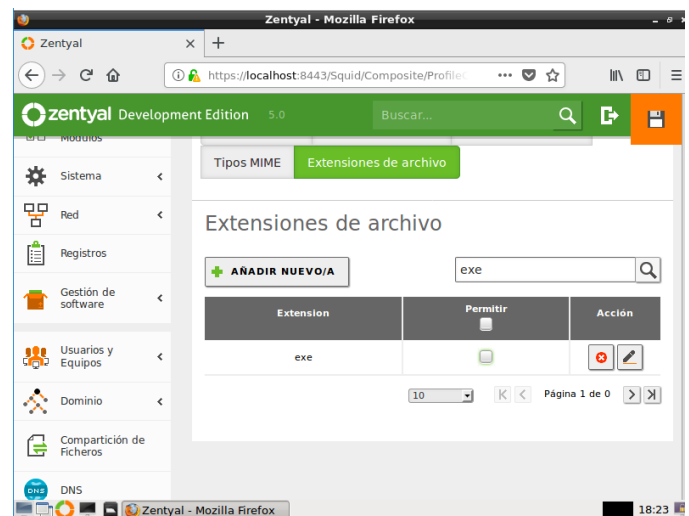 Zentyal - Mozilla Firefox
Zentyal
https://localhost:8443/Squid/Composite/Profile
zentyal Development Edition 5.0
Buscar...
Módulos
Tipos MIME
Extensiones de archivo
Sistema
Red
Extensiones de archivo
Registros
AÑADIR NUEVO/A
exe
Gestión de
software
Extension
Permitir
Acción
Usuarios y
Equipos
exe
10
Página 1 de 0
Dominio
Compartición de
Ficheros
DNS
DNS
Zentyal - Mozilla Firefox
18:23